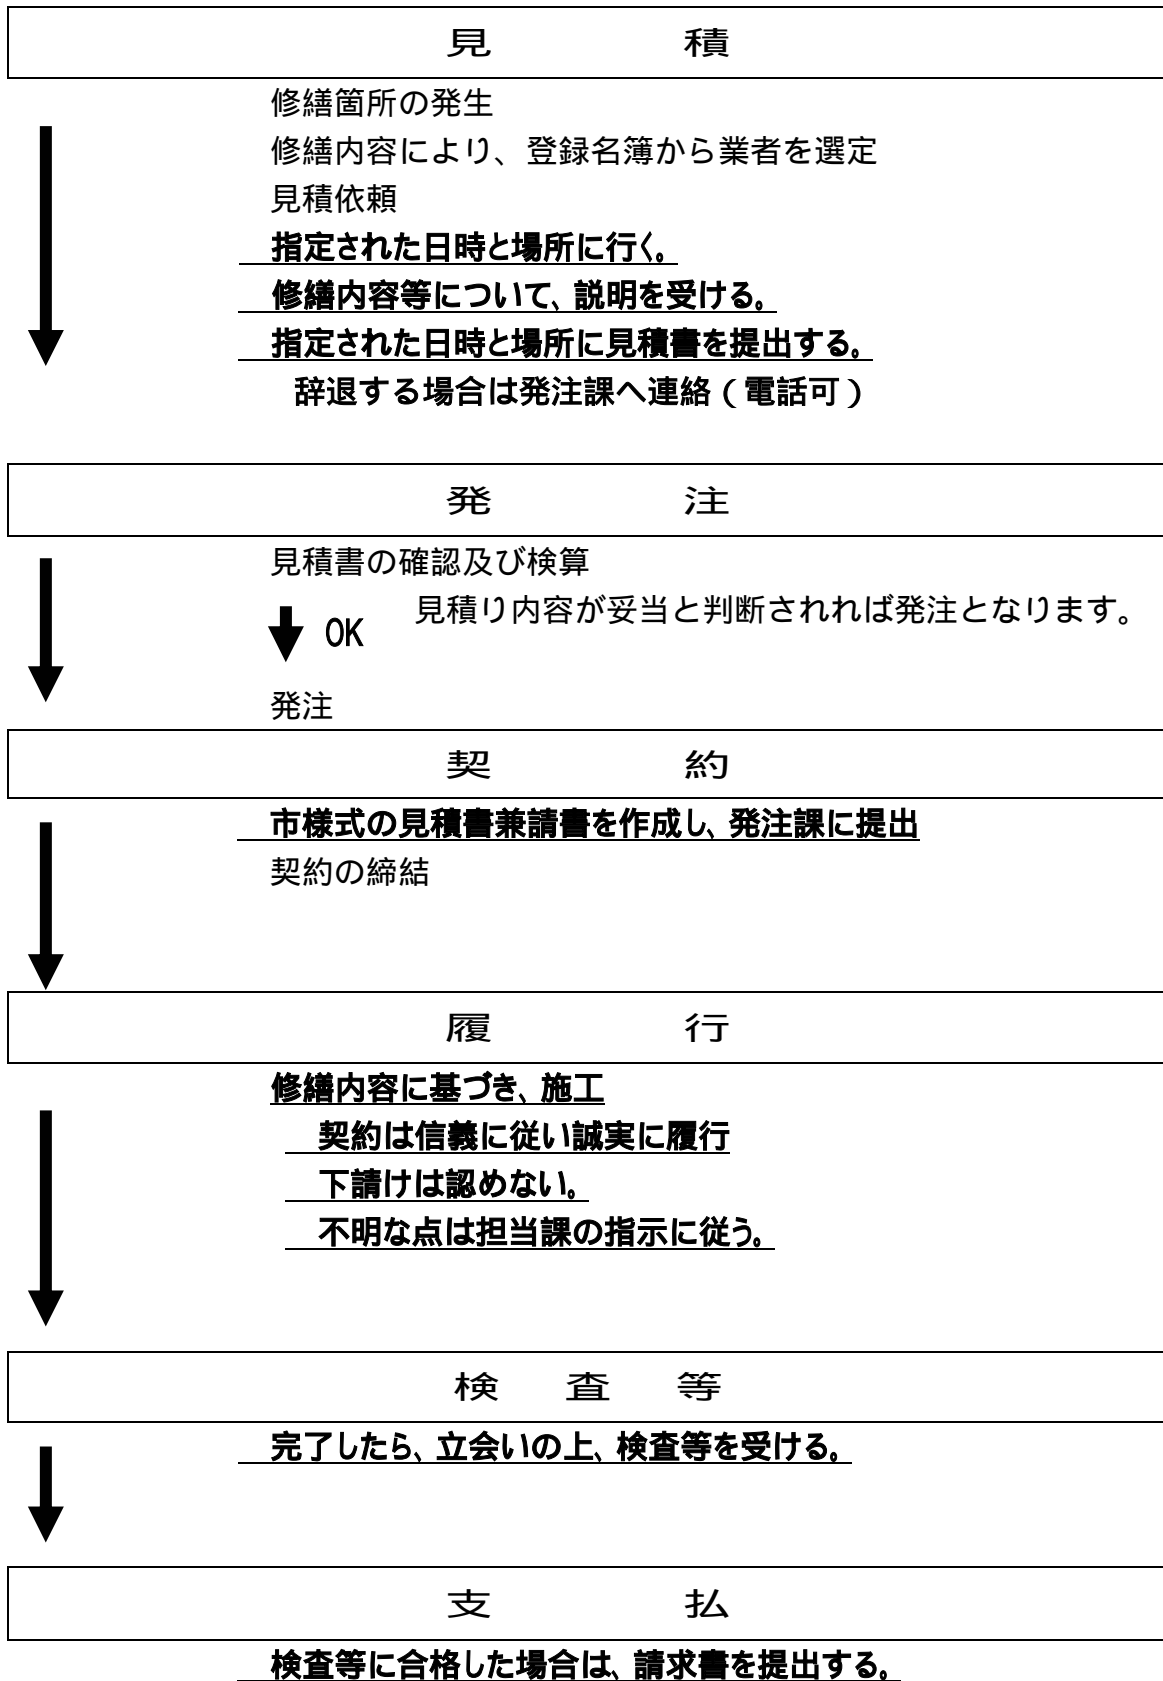 見　　　積
修繕箇所の発生
修繕内容により、登録名簿から業者を選定
見積依頼
指定された日時と場所に行く。
修繕内容等について、説明を受ける。
指定された日時と場所に見積書を提出する。
辞退する場合は発注課へ連絡（電話可）
発　　　注
見積書の確認及び検算
見積り内容が妥当と判断されれば発注となります。
OK
発注
契　　　約
市様式の見積書兼請書を作成し、発注課に提出
契約の締結
履　　　行
修繕内容に基づき、施工
契約は信義に従い誠実に履行
下請けは認めない。
不明な点は担当課の指示に従う。
検　査　等
完了したら、立会いの上、検査等を受ける。
支　　　払
検査等に合格した場合は、請求書を提出する。